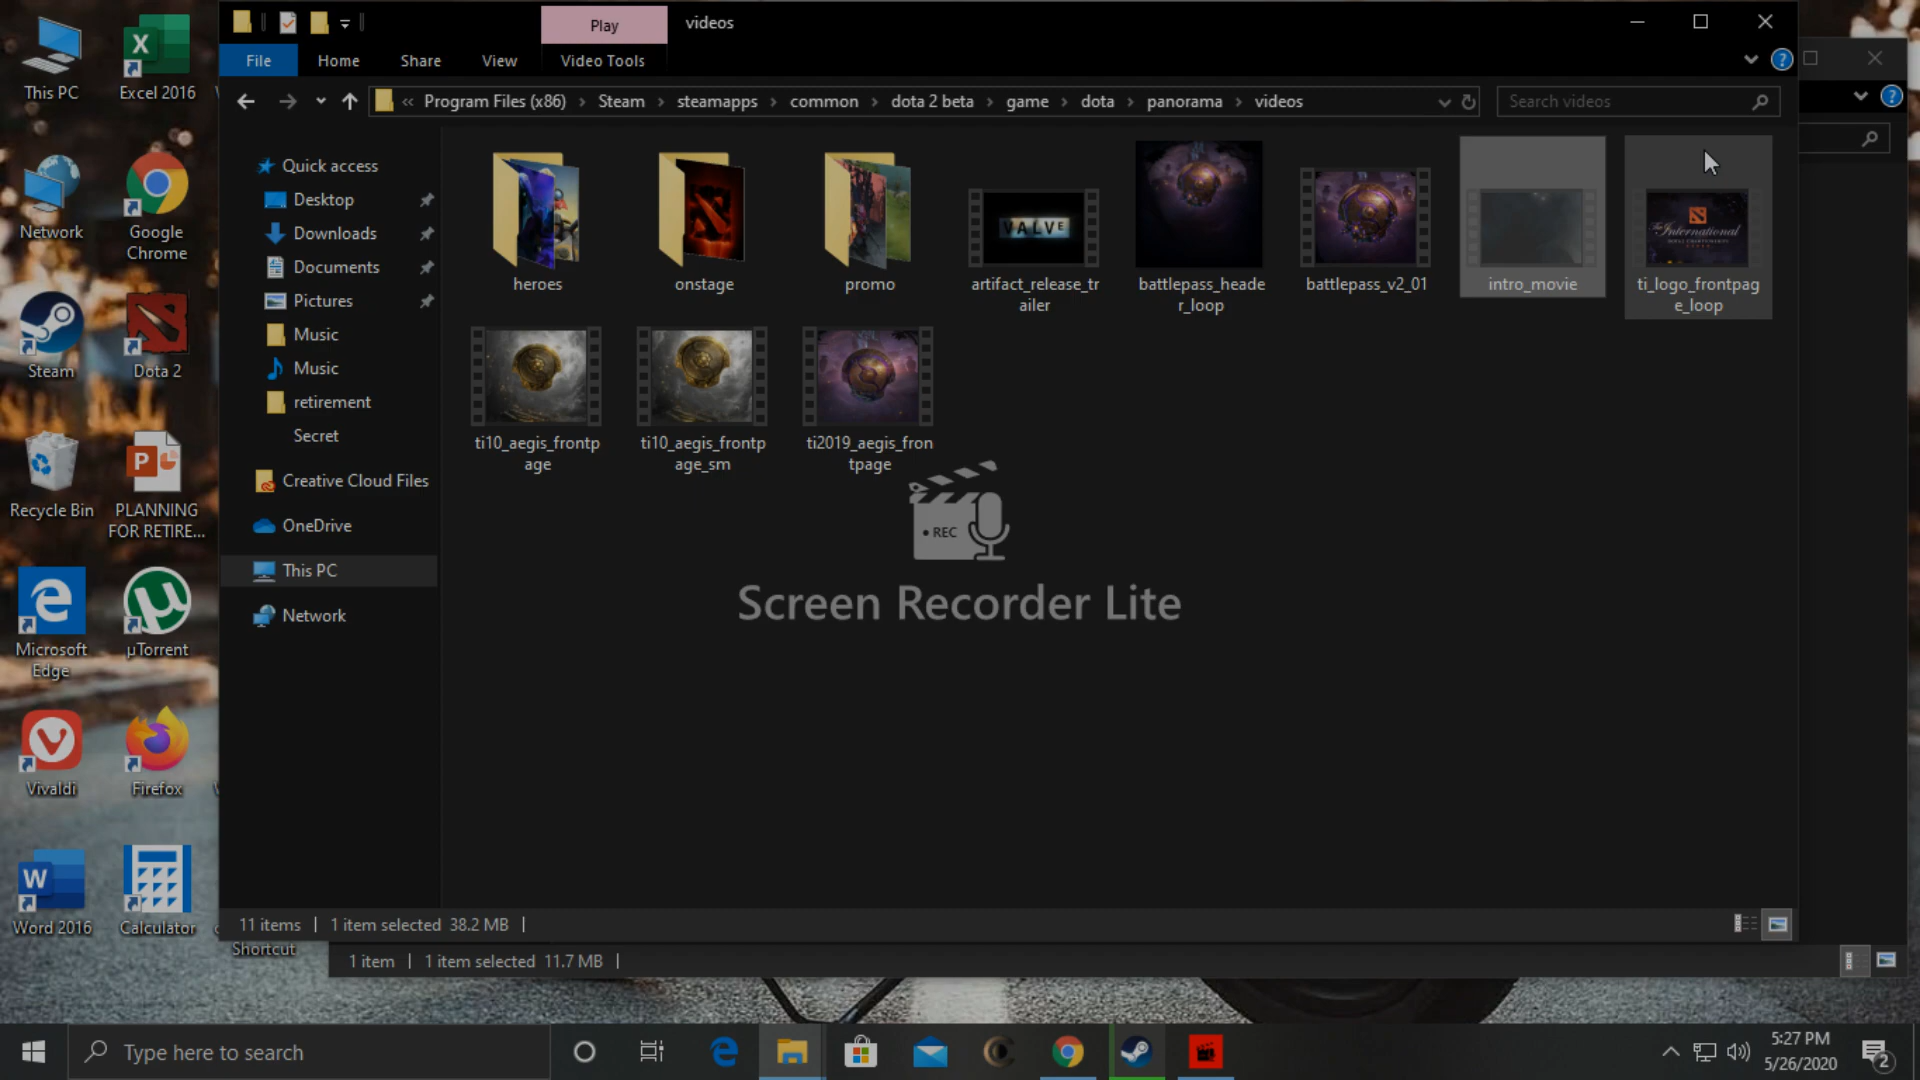 This PC
Excel 2016
Network
Google
Chrome
Steam
Dota 2
Recycle Bin
PLANNING
FOR RETIRE...
Microsoft
Edge
µTorrent
Vivaldi
Firefox
Word 2016
Calculator
Shortcut
Play
videos
File
Home
Share
View
Video Tools
« Program Files (x86) › Steam › steamapps › common › dota 2 beta › game › dota › panorama › videos
Search videos
Quick access
Desktop
Downloads
Documents
Pictures
Music
Music
retirement
Secret
Creative Cloud Files
OneDrive
This PC
Network
heroes
onstage
promo
VALVE
artifact_release_tr
ailer
battlepass_heade
r_loop
battlepass_v2_01
intro_movie
The
International
ti_logo_frontpag
e_loop
ti10_aegis_frontp
age
ti10_aegis_frontp
age_sm
ti2019_aegis_fron
tpage
• REC
Screen Recorder Lite
11 items | 1 item selected 38.2 MB |
1 item | 1 item selected 11.7 MB |
Type here to search
5:27 PM
5/26/2020
2